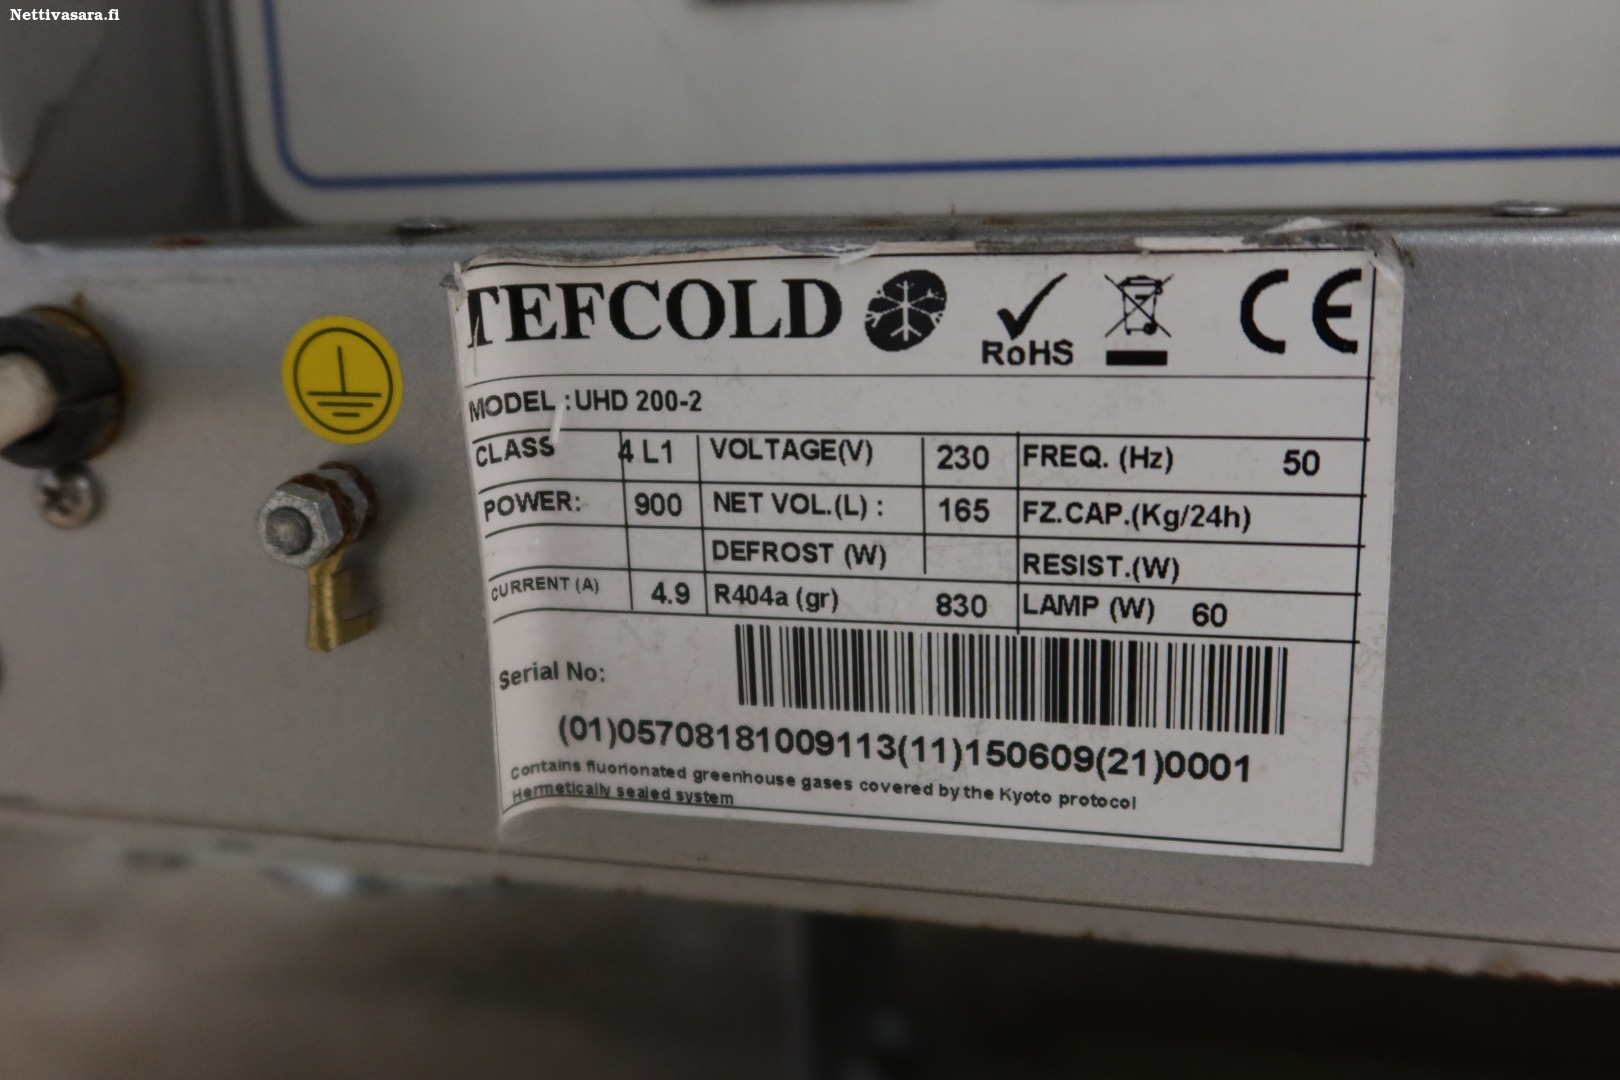 Nettivasara.fi
TEFCOLD RoHS CE
MODEL :UHD 200-2
CLASS 4 L1 VOLTAGE(V) 230 FREQ. (Hz) 50
POWER: 900 NET VOL.(L) : 165 FZ.CAP.(Kg/24h)
DEFROST (W) RESIST.(W)
CURRENT (A) 4.9 R404a (gr) 830 LAMP (W) 60
Serial No:
(01)05708181009113(11)150609(21)0001
Contains fluorionated greenhouse gases covered by the Kyoto protocol
Hermetically sealed system